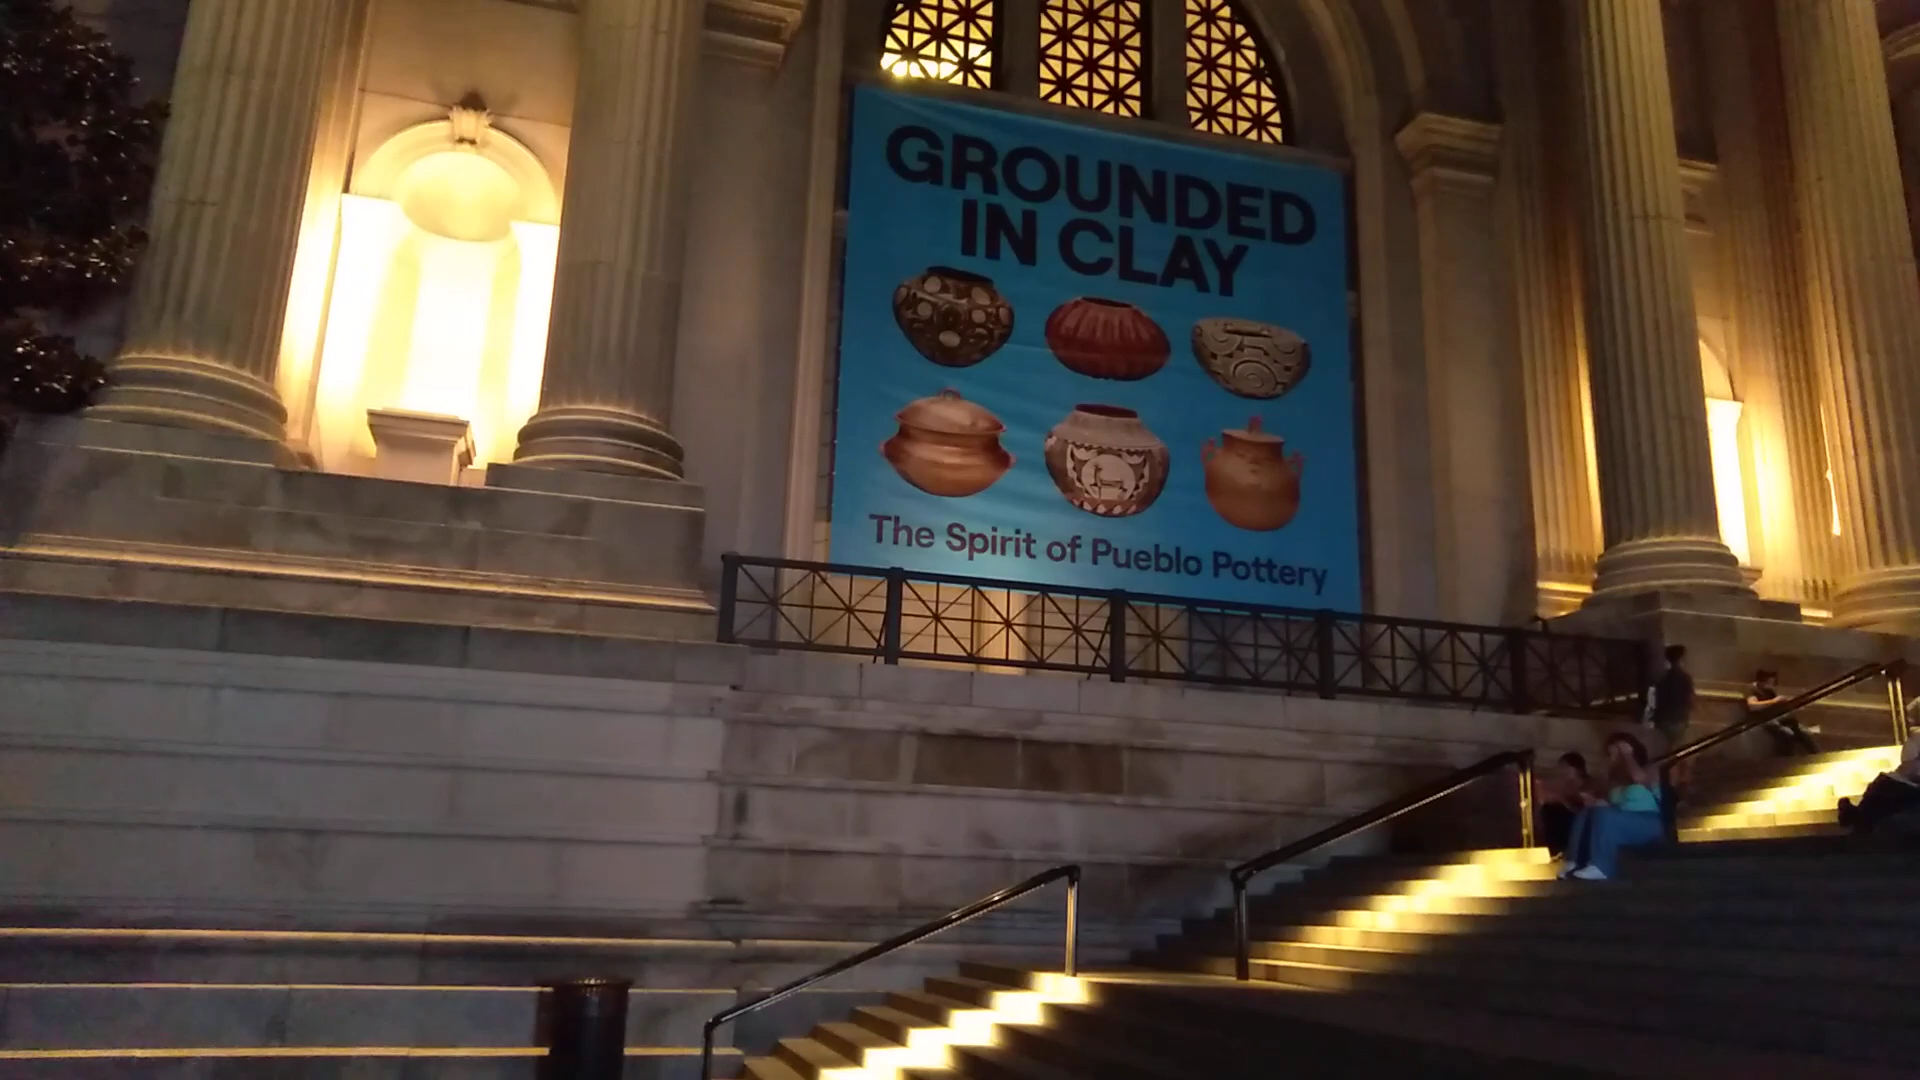 GROUNDED
IN CLAY
The Spirit of Pueblo Pottery